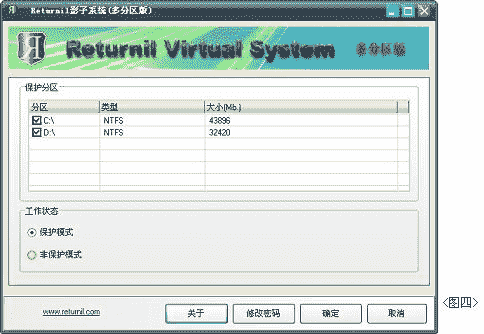 Returnil影子系统(多分区版)
Returnil Virtual System 多分区版
保护分区
分区 类型 大小(Mb)
C:\ NTFS 43896
D:\ NTFS 32420
工作状态
保护模式
非保护模式
www.returnil.com 关于 修改密码 确定 取消
<图四>